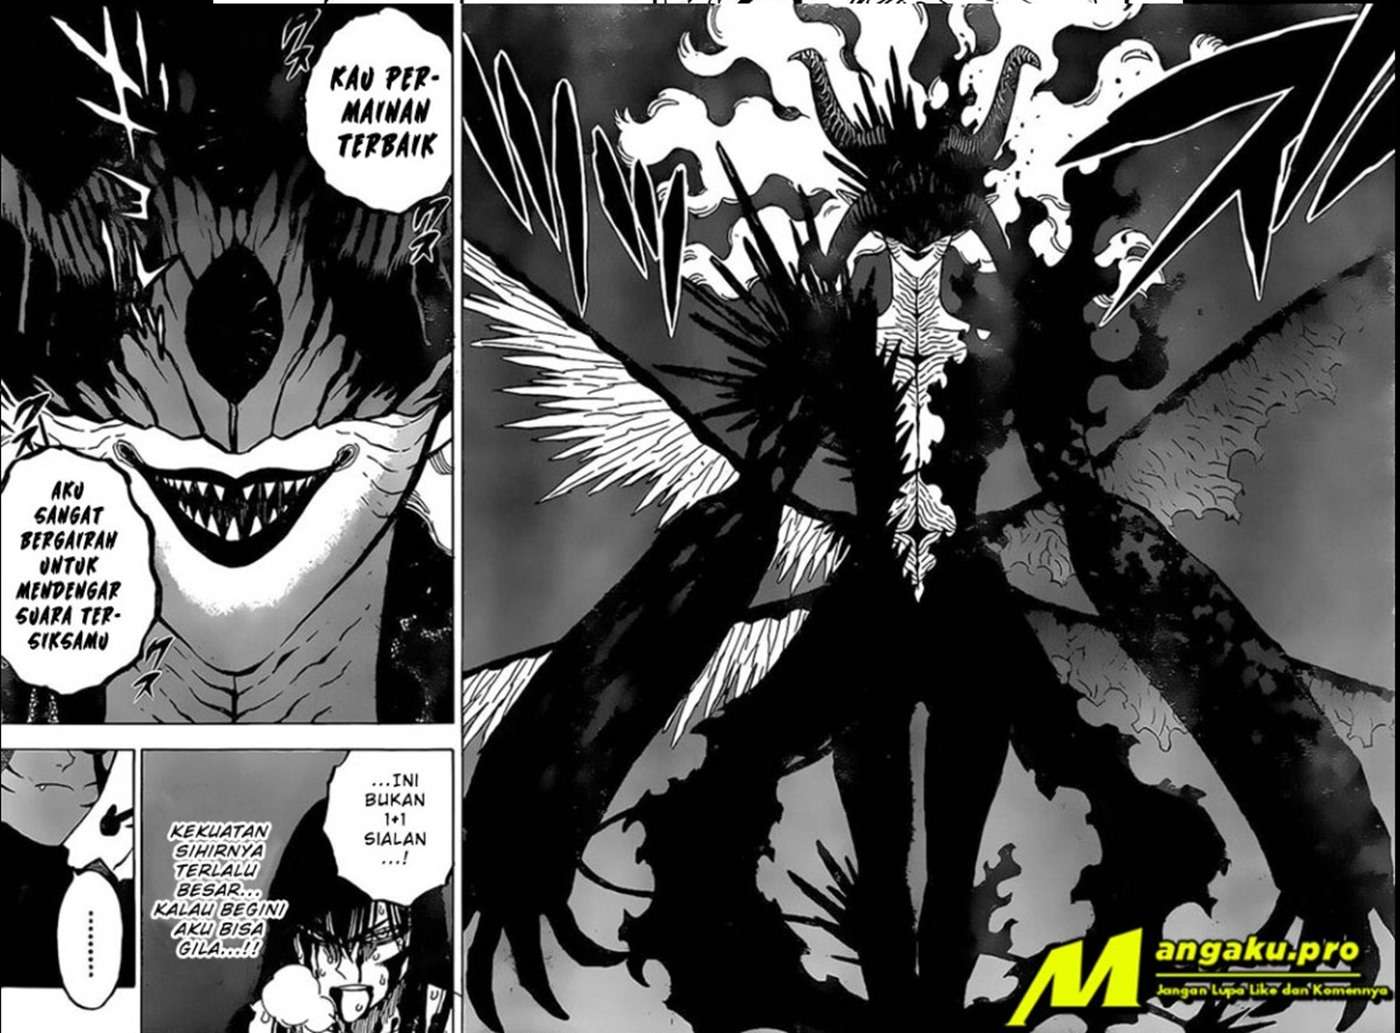 KAU PER-
MAINAN
TERBAIK
AKU
SANGAT
BERGAIRAH
UNTUK
MENDENGAR
SUARA TER-
SIKSAMU
...INI
BUKAN
1+1
SIALAN
...!
KEKUATAN
SIHIRNYA
TERLALU
BESAR...
KALAU BEGINI
AKU BISA
GILA...!!
.........
Mangaku.pro
Jangan Lupa Like dan Komennya